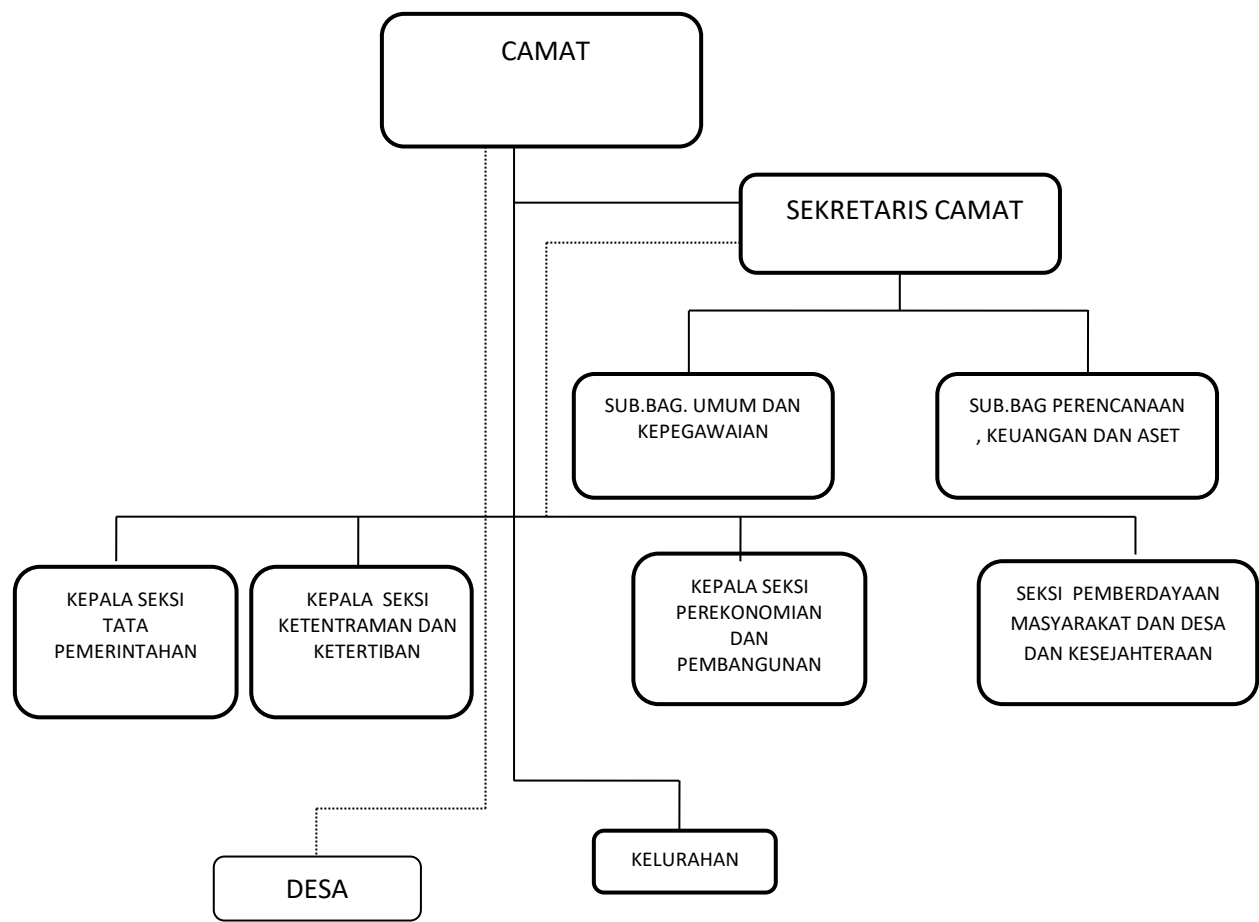 CAMAT
SEKRETARIS CAMAT
SUB.BAG. UMUM DAN
KEPEGAWAIAN
SUB.BAG PERENCANAAN
, KEUANGAN DAN ASET
KEPALA SEKSI
TATA
PEMERINTAHAN
KEPALA SEKSI
KETENTRAMAN DAN
KETERTIBAN
KEPALA SEKSI
PEREKONOMIAN
DAN
PEMBANGUNAN
SEKSI PEMBERDAYAAN
MASYARAKAT DAN DESA
DAN KESEJAHTERAAN
DESA
KELURAHAN